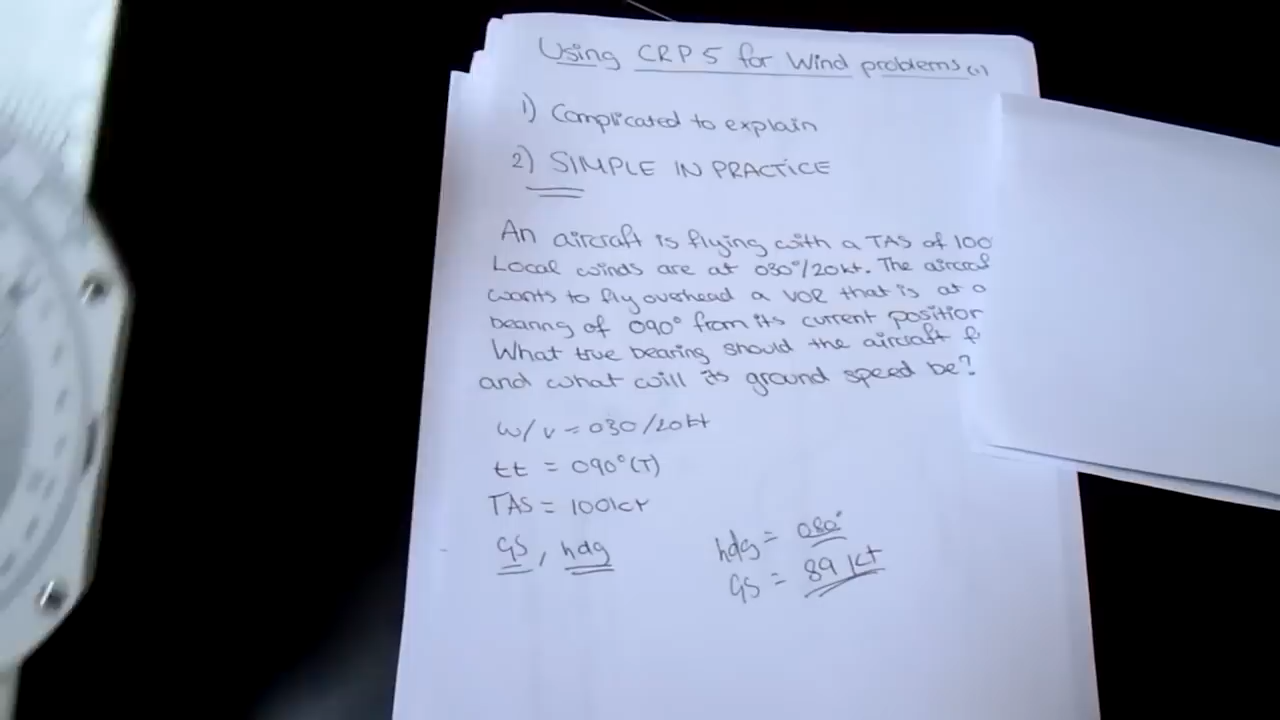 Using CRP5 for Wind problems (1)
1) Complicated to explain
2) SIMPLE IN PRACTICE
An aircraft is flying with a TAS of 100
Local winds are at 030°/20kt. The aircraf
wants to fly overhead a VOR that is at a
bearing of 090° from its current position
What true bearing should the aircraft f
and what will its ground speed be?
W/V = 030/20kt
tt = 090°(T)
TAS = 100kt
GS, hdg
hdg = 080°
GS = 89 kt